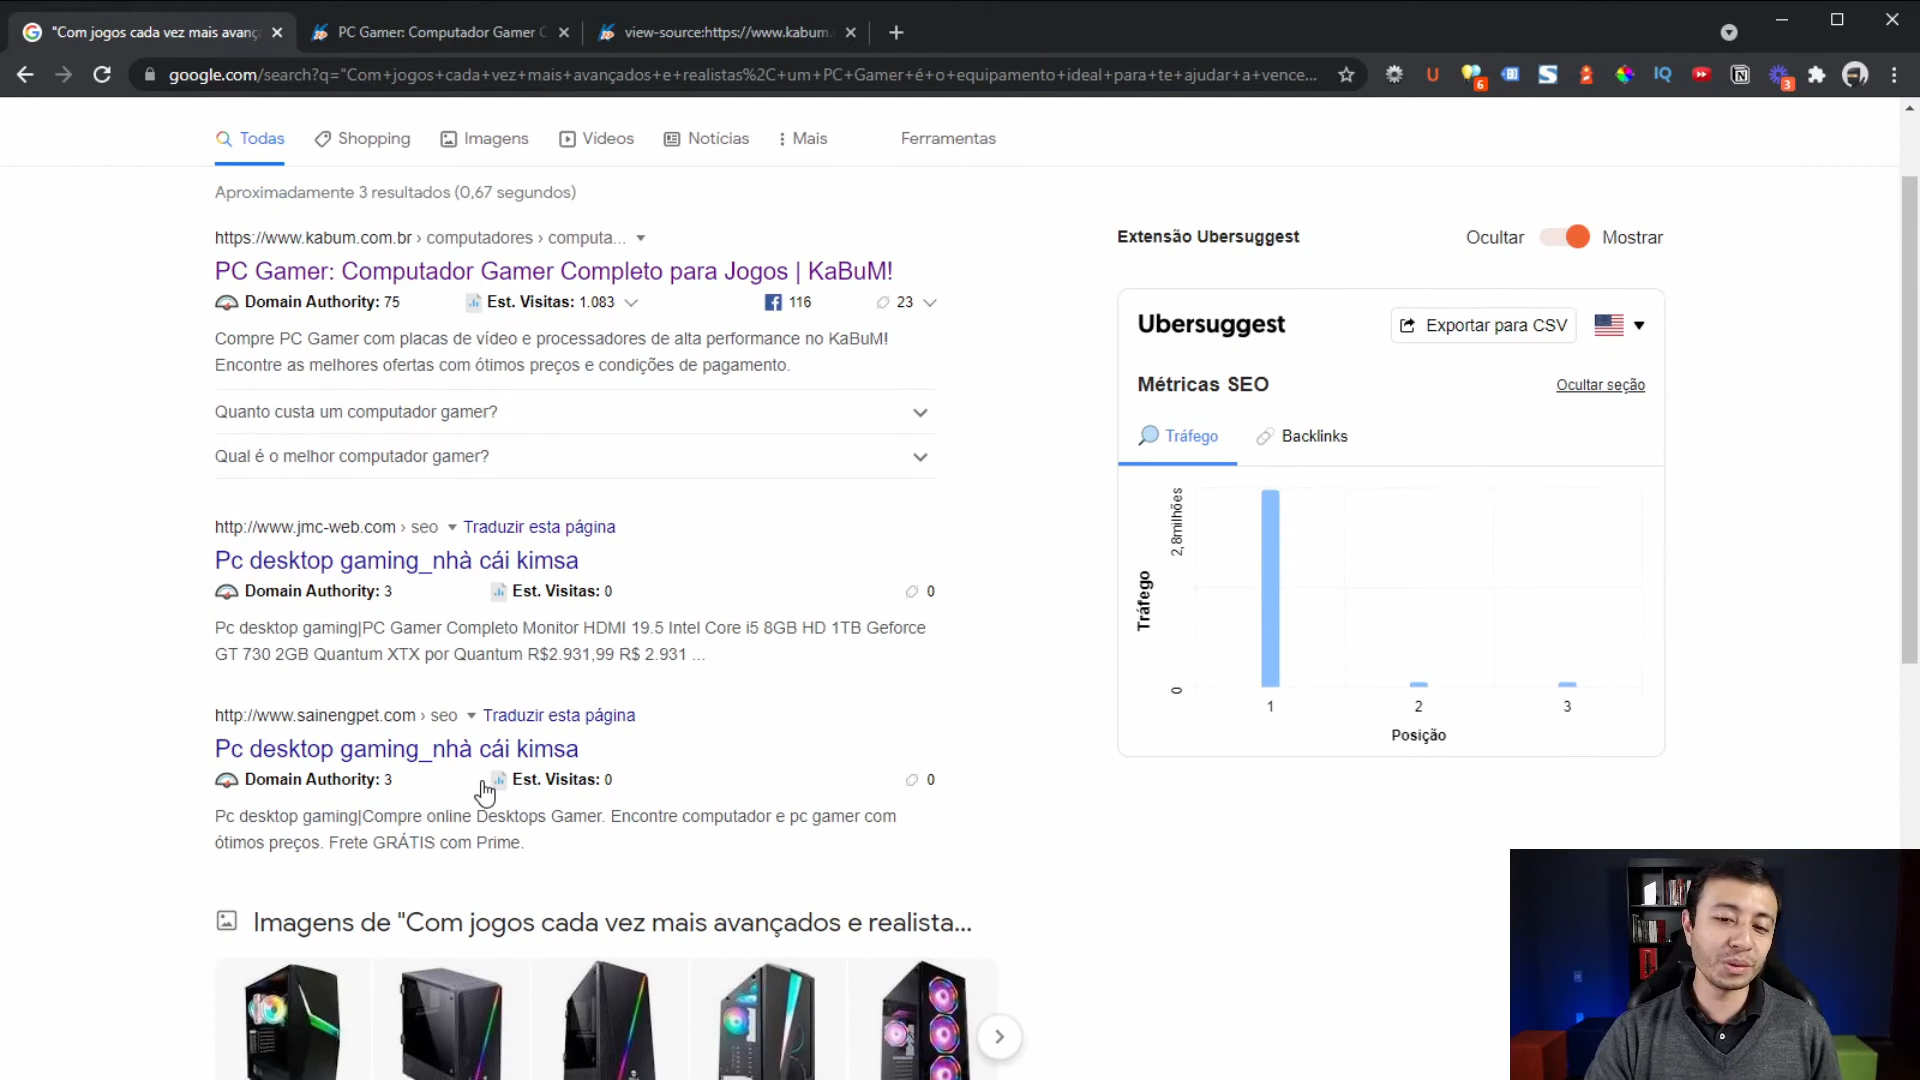 "Com jogos cada vez mais avanç
PC Gamer: Computador Gamer C
view-source:https://www.kabum.
google.com/search?q="Com+jogos+cada+vez+mais+avançados+e+realistas%2C+um+PC+Gamer+é+o+equipamento+ideal+para+te+ajudar+a+vence...
U
6
S
IQ
N
3
Todas
Shopping
Imagens
Vídeos
Notícias
Mais
Ferramentas
Aproximadamente 3 resultados (0,67 segundos)
https://www.kabum.com.br › computadores › computa...
PC Gamer: Computador Gamer Completo para Jogos | KaBuM!
Domain Authority: 75
Est. Visitas: 1.083
116
23
Compre PC Gamer com placas de vídeo e processadores de alta performance no KaBuM!
Encontre as melhores ofertas com ótimos preços e condições de pagamento.
Quanto custa um computador gamer?
Qual é o melhor computador gamer?
http://www.jmc-web.com › seo
Traduzir esta página
Pc desktop gaming_nhà cái kimsa
Domain Authority: 3
Est. Visitas: 0
0
Pc desktop gaming|PC Gamer Completo Monitor HDMI 19.5 Intel Core i5 8GB HD 1TB Geforce
GT 730 2GB Quantum XTX por Quantum R$2.931,99 R$ 2.931 ...
http://www.sainengpet.com › seo
Traduzir esta página
Pc desktop gaming_nhà cái kimsa
Domain Authority: 3
Est. Visitas: 0
0
Pc desktop gaming|Compre online Desktops Gamer. Encontre computador e pc gamer com
ótimos preços. Frete GRÁTIS com Prime.
Imagens de "Com jogos cada vez mais avançados e realista...
Extensão Ubersuggest
Ocultar
Mostrar
Ubersuggest
Exportar para CSV
Métricas SEO
Ocultar seção
Tráfego
Backlinks
2,8milhões
Tráfego
0
1
2
3
Posição